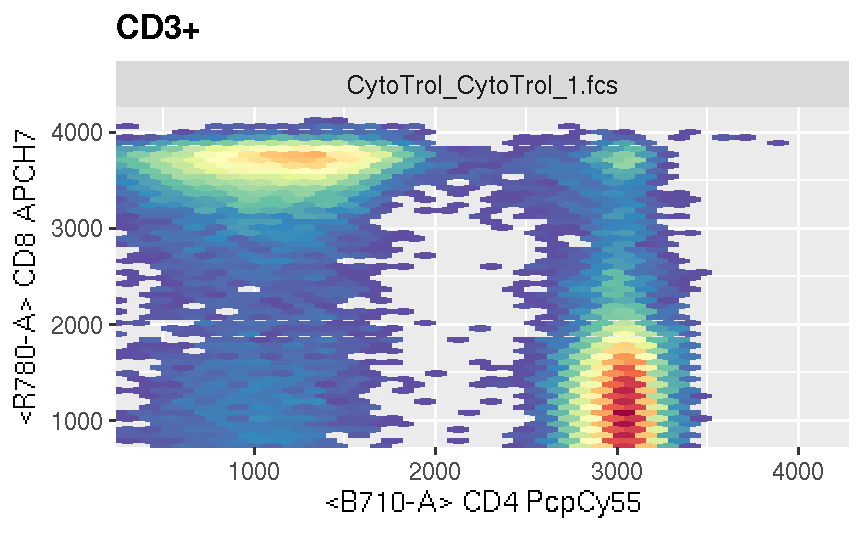 CD3+
CytoTrol_CytoTrol_1.fcs
<R780-A> CD8 APCH7
4000
3000
2000
1000
1000 2000 3000 4000
<B710-A> CD4 PcpCy55